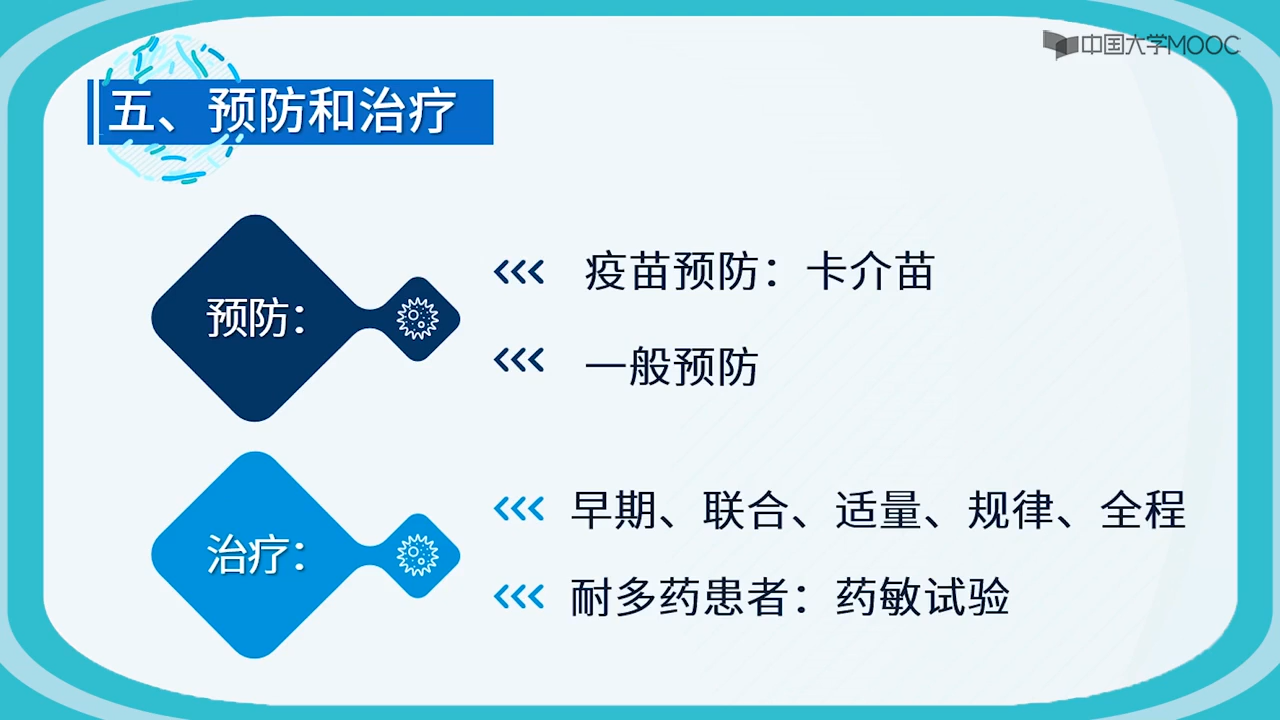 中国大学MOOC
五、预防和治疗
预防：
疫苗预防：卡介苗
一般预防
治疗：
早期、联合、适量、规律、全程
耐多药患者：药敏试验